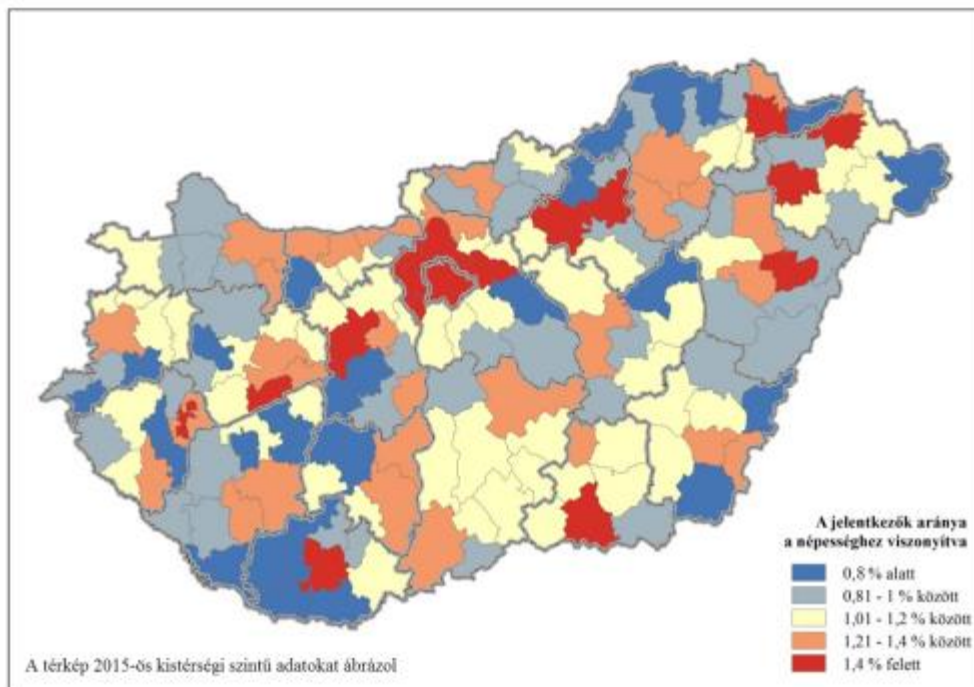 A jelentkezők aránya
a népességhez viszonyítva
0,8 % alatt
0,81 - 1 % között
1,01 - 1,2 % között
1,21 - 1,4 % között
1,4 % felett
A térkép 2015-ös kistérségi szintű adatokat ábrázol